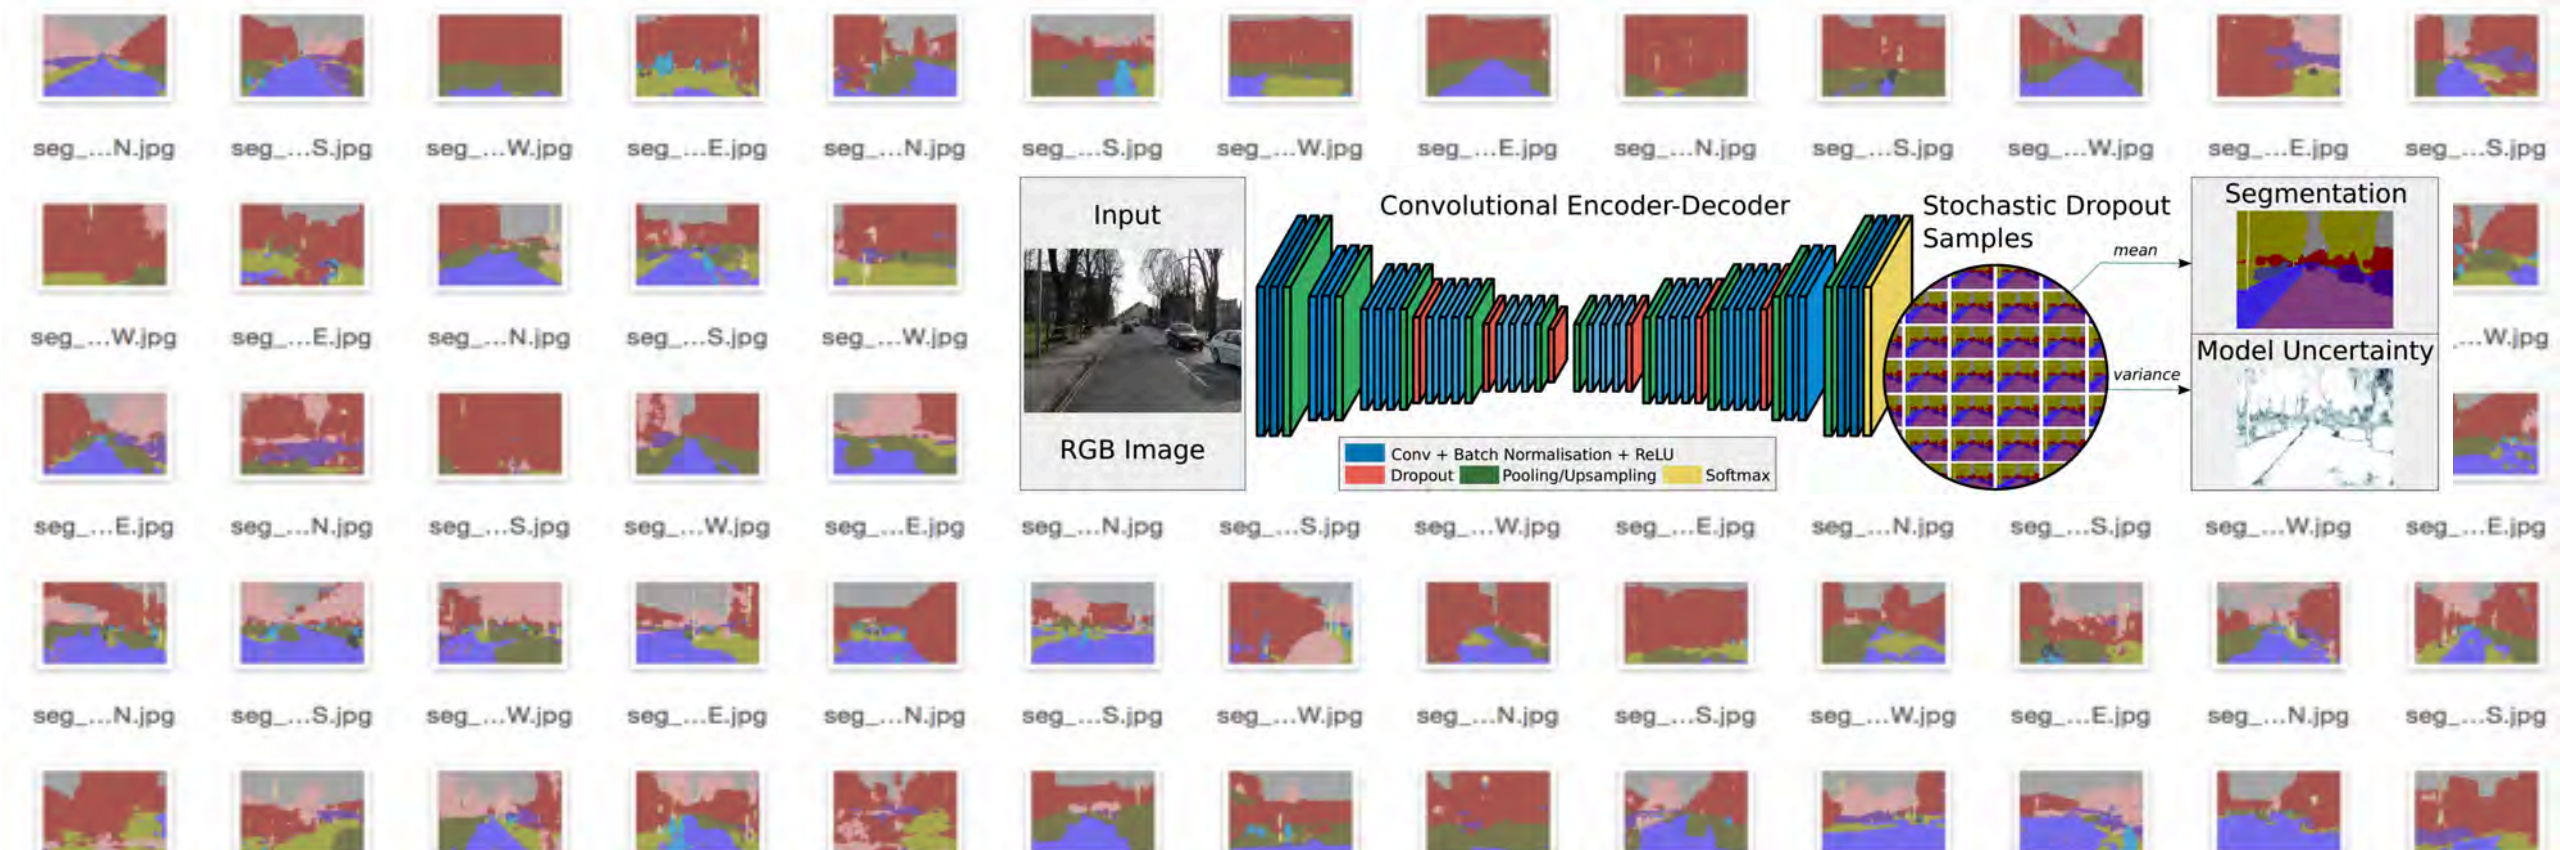 seg_...N.jpg seg_...S.jpg seg_...W.jpg seg_...E.jpg seg_...N.jpg seg_...S.jpg seg_...W.jpg seg_...E.jpg seg_...N.jpg seg_...S.jpg seg_...W.jpg seg_...E.jpg seg_...S.jpg
Input
RGB Image
Convolutional Encoder-Decoder
Conv + Batch Normalisation + ReLU
Dropout Pooling/Upsampling Softmax
Stochastic Dropout
Samples
mean
variance
Segmentation
Model Uncertainty
seg_...W.jpg seg_...E.jpg seg_...N.jpg seg_...S.jpg seg_...W.jpg ...W.jpg
seg_...E.jpg seg_...N.jpg seg_...S.jpg seg_...W.jpg seg_...E.jpg seg_...N.jpg seg_...S.jpg seg_...W.jpg seg_...E.jpg seg_...N.jpg seg_...S.jpg seg_...W.jpg seg_...E.jpg
seg_...N.jpg seg_...S.jpg seg_...W.jpg seg_...E.jpg seg_...N.jpg seg_...S.jpg seg_...W.jpg seg_...N.jpg seg_...S.jpg seg_...W.jpg seg_...E.jpg seg_...N.jpg seg_...S.jpg